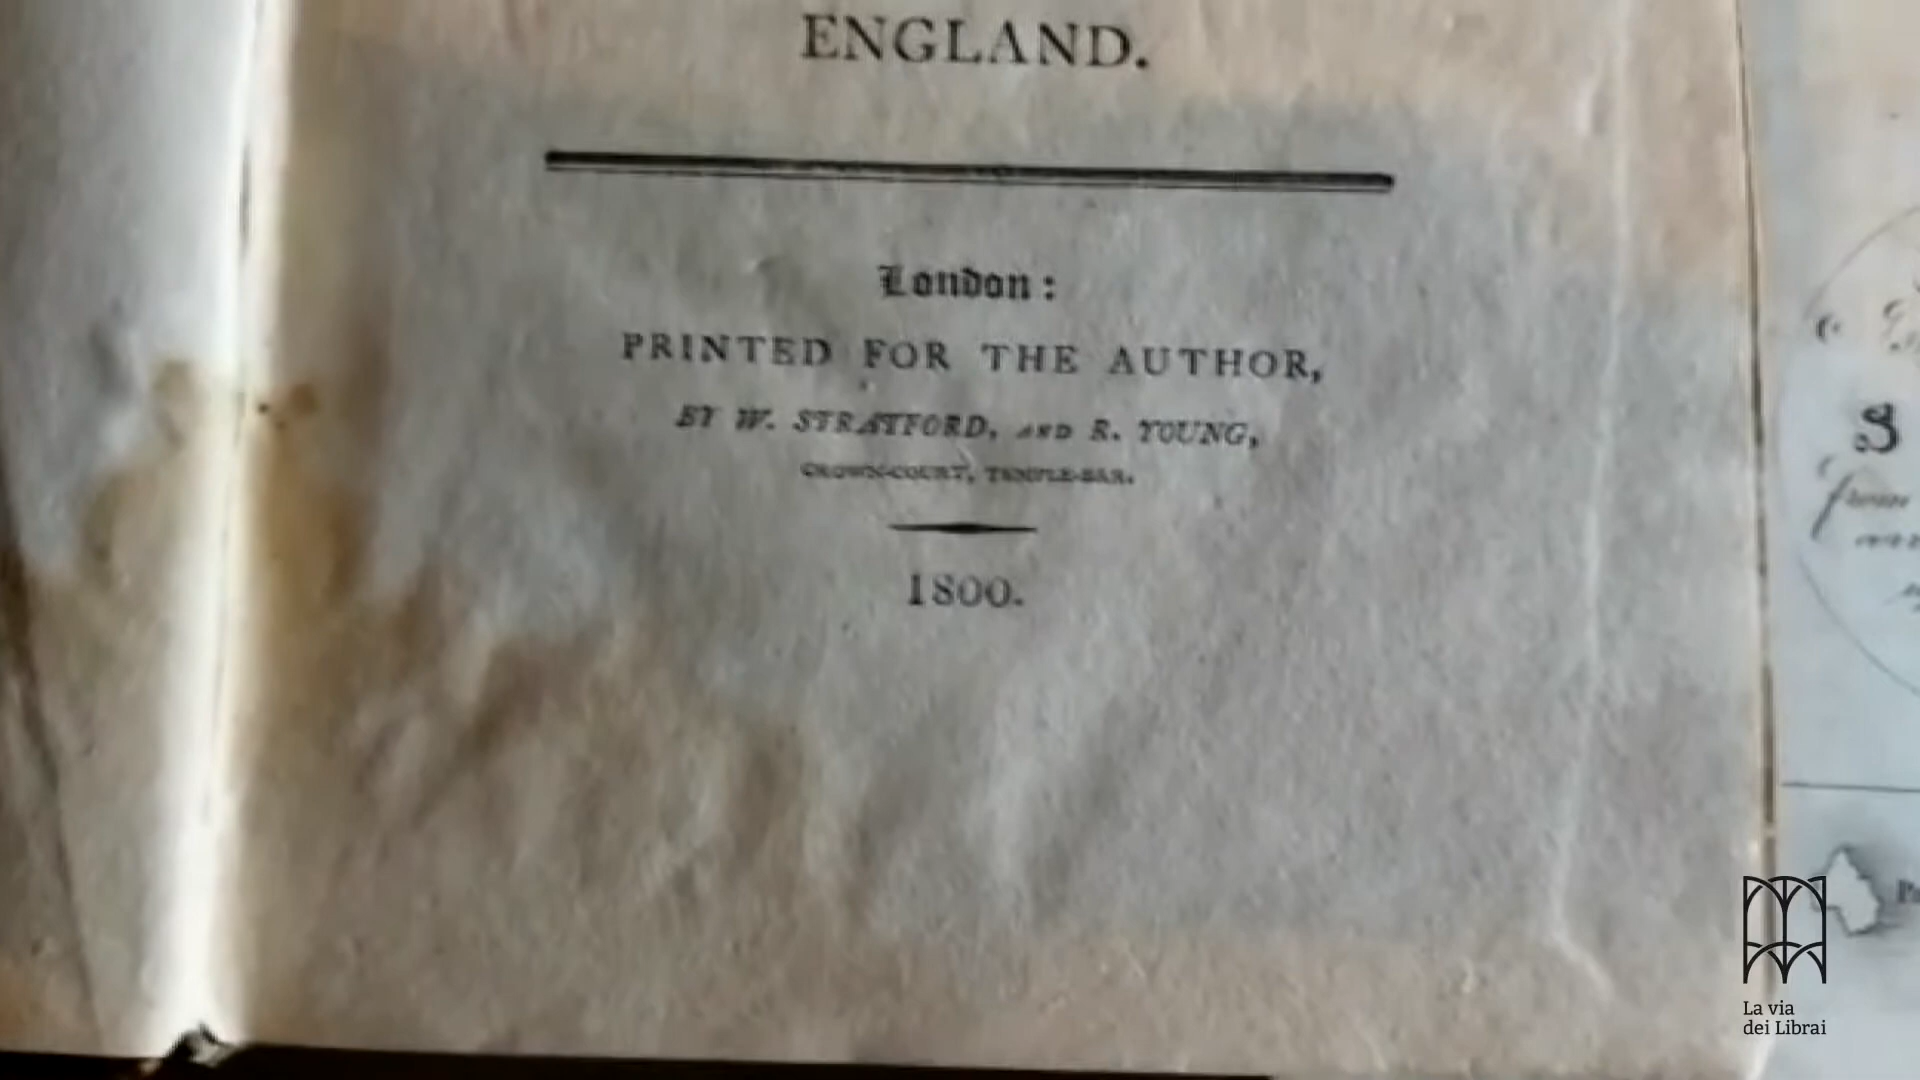 ENGLAND.
London:
PRINTED FOR THE AUTHOR,
BY W. STRATFORD, AND R. YOUNG,
CROWN-COURT, TEMPLE-BAR.
1800.
S
from
La via
dei Librai